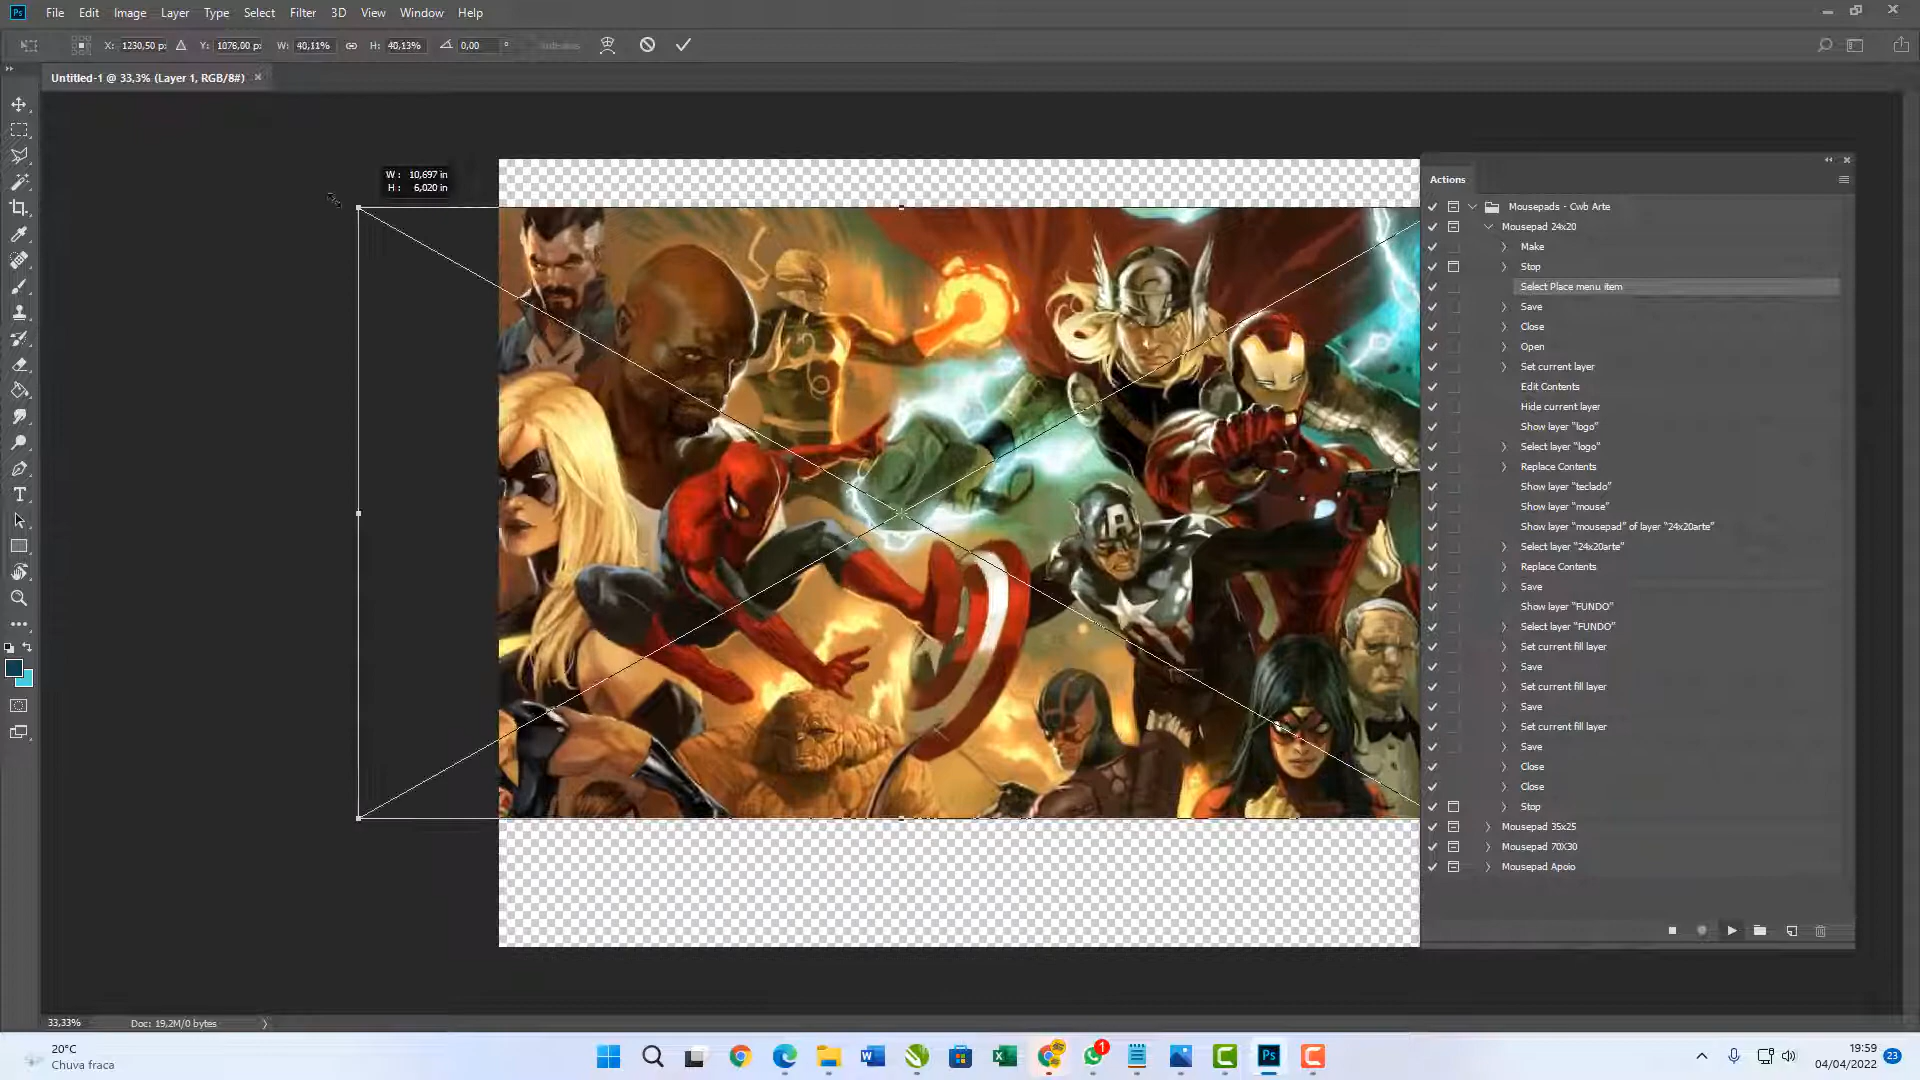 Ps File Edit Image Layer Type Select Filter 3D View Window Help
X: 1230,50 px Y: 1076,00 px W: 40,11% H: 40,13% 0,00 °
Untitled-1 @ 33,3% (Layer 1, RGB/8#) ×
W : 10,697 in
H : 6,020 in
A
Actions
Mousepads - Cwb Arte
Mousepad 24x20
Make
Stop
Select Place menu item
Save
Close
Open
Set current layer
Edit Contents
Hide current layer
Show layer "logo"
Select layer "logo"
Replace Contents
Show layer "teclado"
Show layer "mouse"
Show layer "mousepad" of layer "24x20arte"
Select layer "24x20arte"
Replace Contents
Save
Show layer "FUNDO"
Select layer "FUNDO"
Set current fill layer
Save
Set current fill layer
Save
Set current fill layer
Save
Close
Close
Stop
Mousepad 35x25
Mousepad 70X30
Mousepad Apoio
33,33% Doc: 19,2M/0 bytes
20°C
Chuva fraca
1
Ps
19:59
04/04/2022
23